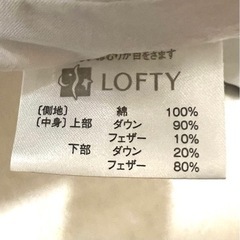 が目をさます
LOFTY
〔側地〕 綿 100%
〔中身〕上部 ダウン 90%
フェザー 10%
下部 ダウン 20%
フェザー 80%